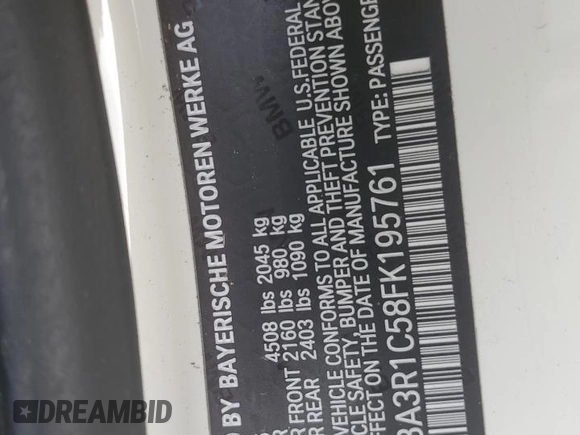 D BY BAYERISCHE MOTOREN WERKE AG
4508 lbs 2045 kg
FRONT 2160 lbs 980 kg
REAR 2403 lbs 1090 kg
VEHICLE CONFORMS TO ALL APPLICABLE U.S.FEDERAL
VEHICLE SAFETY, BUMPER AND THEFT PREVENTION STAN
EFFECT ON THE DATE OF MANUFACTURE SHOWN ABOV
BA3R1C58FK195761 TYPE: PASSENGE
BMW
DREAMBID